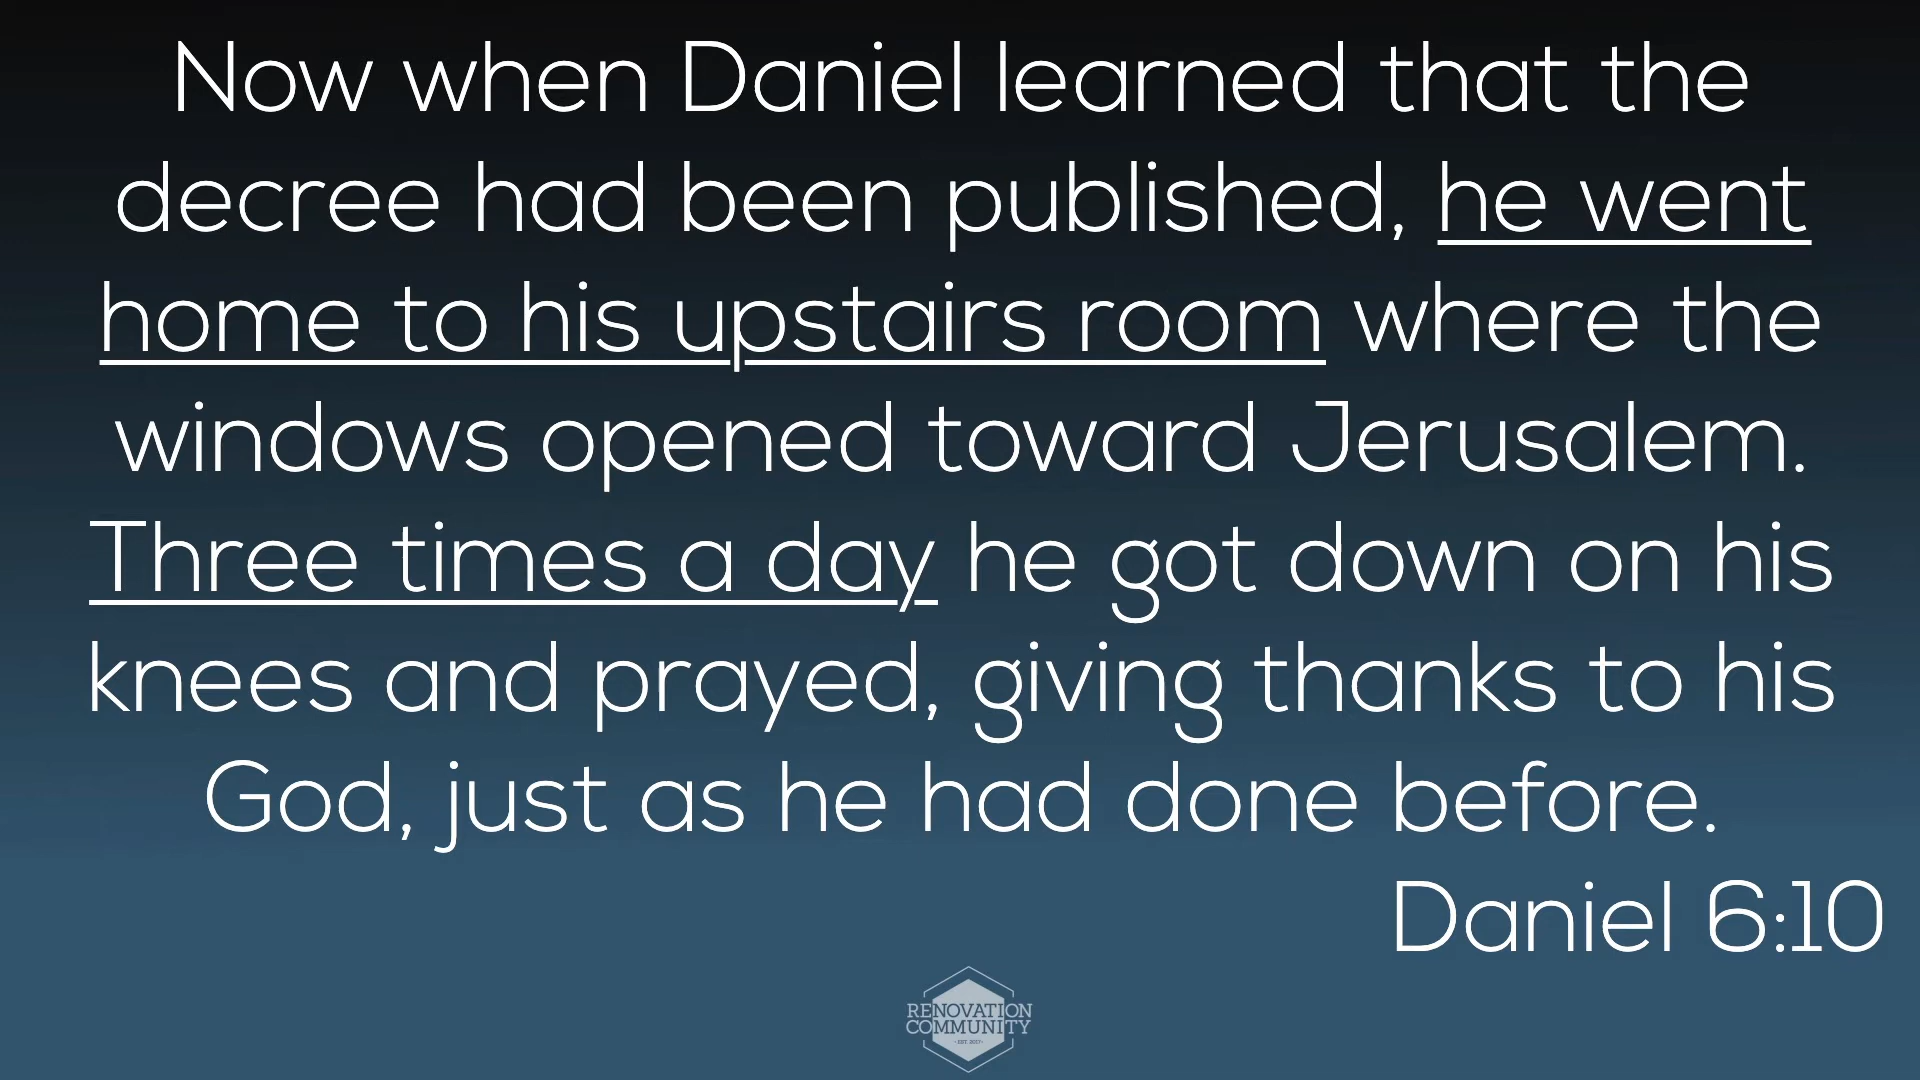 Now when Daniel learned that the
decree had been published, he went
home to his upstairs room where the
windows opened toward Jerusalem.
Three times a day he got down on his
knees and prayed, giving thanks to his
God, just as he had done before.
Daniel 6:10
RENOVATION
COMMUNITY
- EST. 2017 -